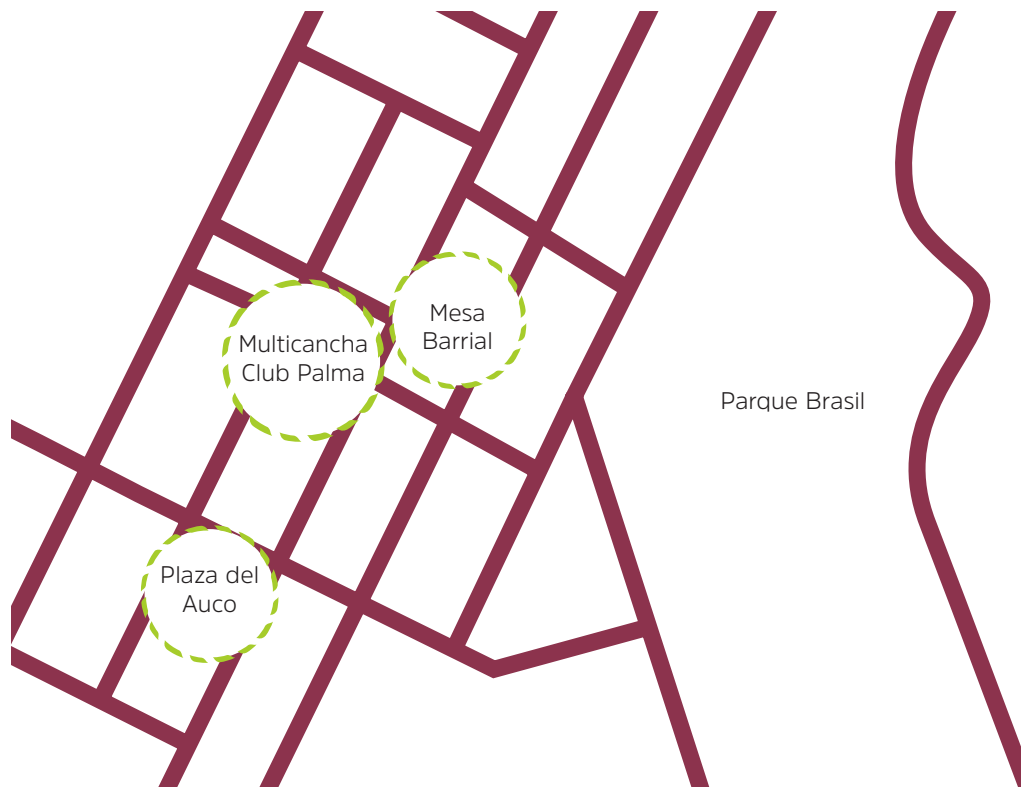 Mesa
Barrial
Multicancha
Club Palma
Parque Brasil
Plaza del
Auco